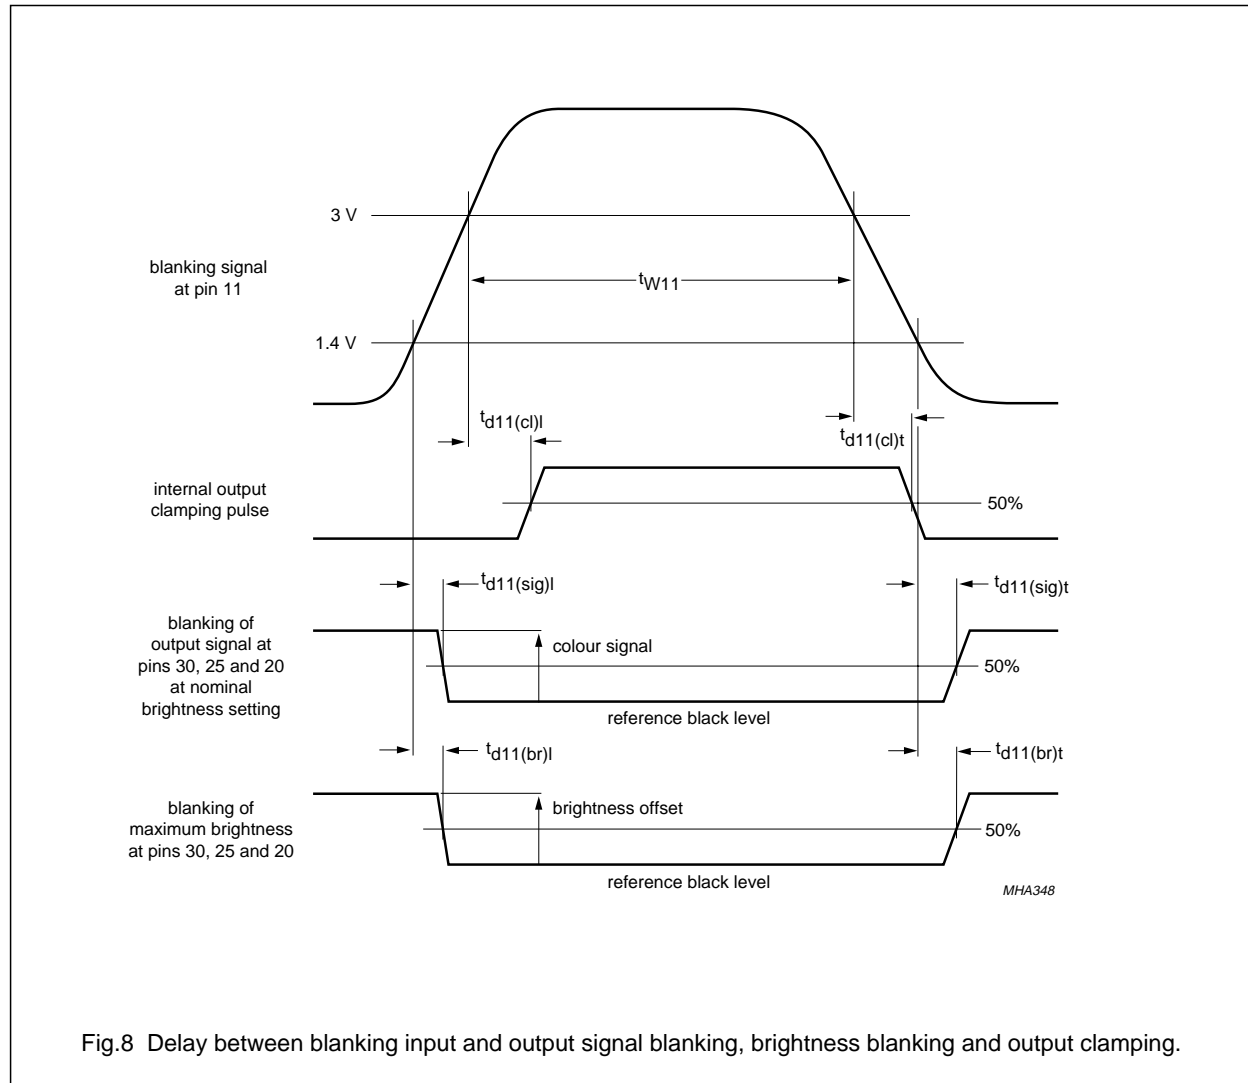 3 V
blanking signal
at pin 11
tW11
1.4 V
td11(cl)l
td11(cl)t
internal output
clamping pulse
50%
td11(sig)l
td11(sig)t
blanking of
output signal at
pins 30, 25 and 20
at nominal
brightness setting
colour signal
50%
reference black level
td11(br)l
td11(br)t
blanking of
maximum brightness
at pins 30, 25 and 20
brightness offset
50%
reference black level
MHA348
Fig.8 Delay between blanking input and output signal blanking, brightness blanking and output clamping.